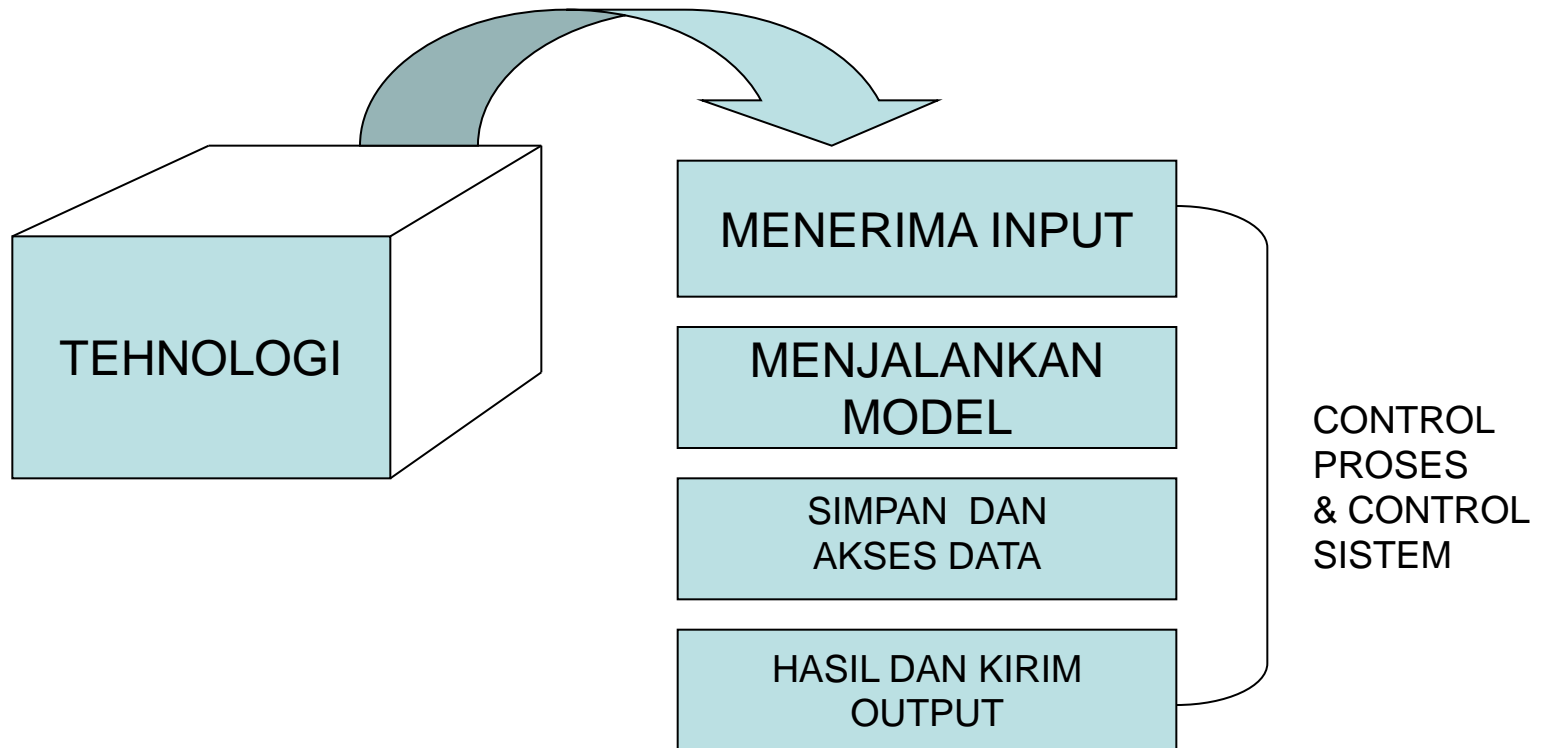 TEHNOLOGI
MENERIMA INPUT
MENJALANKAN
MODEL
SIMPAN DAN
AKSES DATA
HASIL DAN KIRIM
OUTPUT
CONTROL
PROSES
& CONTROL
SISTEM